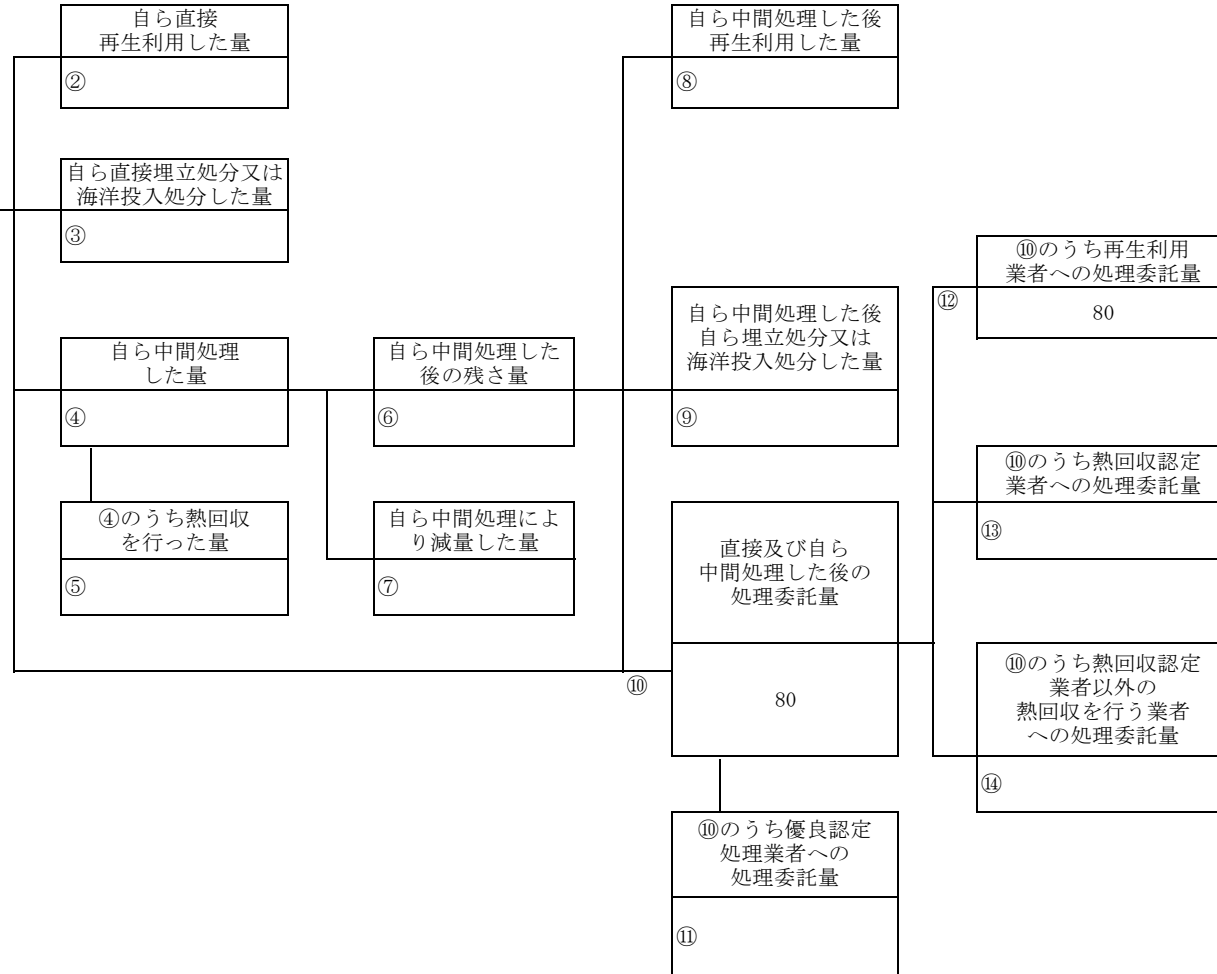 自ら直接
再生利用した量
②
自ら直接埋立処分又は
海洋投入処分した量
③
自ら中間処理
した量
④
④のうち熱回収
を行った量
⑤
自ら中間処理した
後の残さ量
⑥
自ら中間処理によ
り減量した量
⑦
自ら中間処理した後
再生利用した量
⑧
自ら中間処理した後
自ら埋立処分又は
海洋投入処分した量
⑨
直接及び自ら
中間処理した後の
処理委託量
⑩
80
⑩のうち優良認定
処理業者への
処理委託量
⑪
⑩のうち再生利用
業者への処理委託量
⑫
80
⑩のうち熱回収認定
業者への処理委託量
⑬
⑩のうち熱回収認定
業者以外の
熱回収を行う業者
への処理委託量
⑭